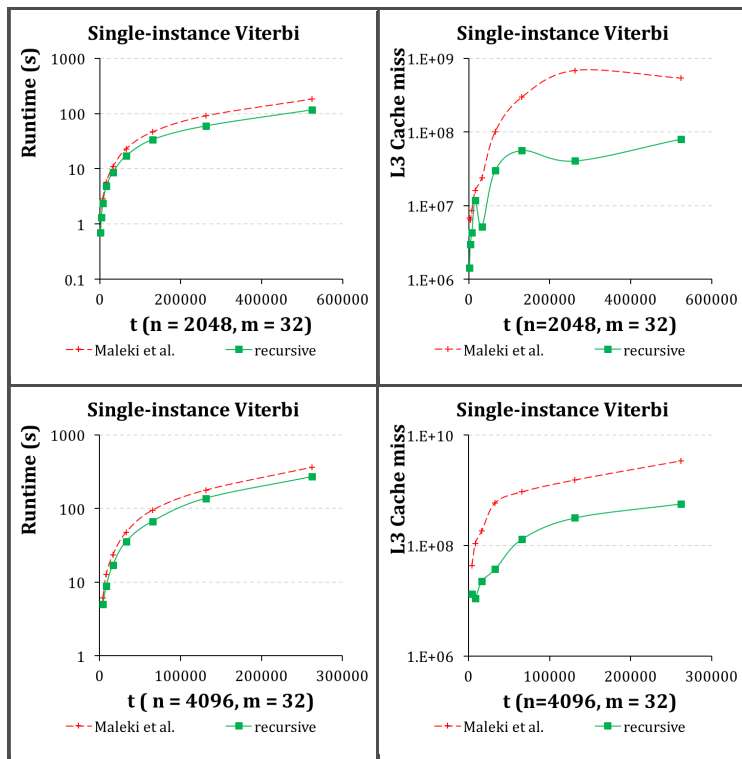 Single-instance Viterbi
Runtime (s)
1000
100
10
1
0.1
0 200000 400000 600000
t (n = 2048, m = 32)
Maleki et al. recursive
Single-instance Viterbi
L3 Cache miss
1.E+09
1.E+08
1.E+07
1.E+06
0 200000 400000 600000
t (n=2048, m = 32)
Maleki et al. recursive
Single-instance Viterbi
Runtime (s)
1000
100
10
1
0 100000 200000 300000
t ( n = 4096, m = 32)
Maleki et al. recursive
Single-instance Viterbi
L3 Cache miss
1.E+10
1.E+08
1.E+06
0 100000 200000 300000
t (n=4096, m = 32)
Maleki et al. recursive